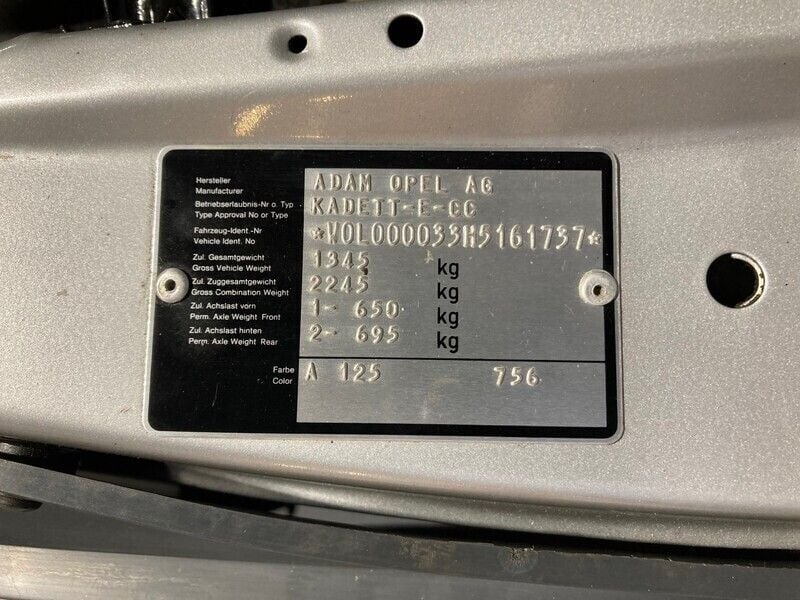 Hersteller
Manufacturer
ADAM OPEL AG
Betriebserlaubnis-Nr o. Typ
Type Approval No or Type
KADETT-E-CC
Fahrzeug-Ident.-Nr
Vehicle Ident. No
*W0L000033H5161737*
Zul. Gesamtgewicht
Gross Vehicle Weight
1345 kg
Zul. Zuggesamtgewicht
Gross Combination Weight
2245 kg
Zul. Achslast vorn
Perm. Axle Weight Front
1- 650 kg
Zul. Achslast hinten
Perm. Axle Weight Rear
2- 695 kg
Farbe
Color
A 125 756